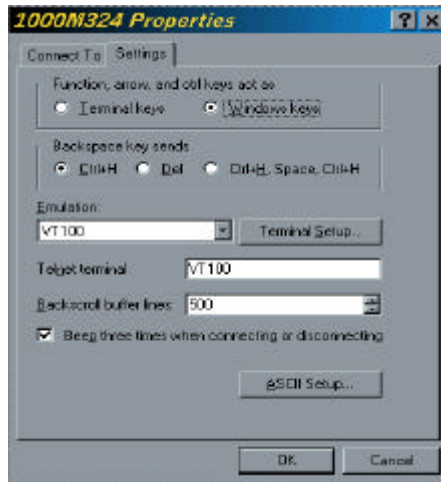 1000M324 Properties
Connect To Settings
Function, arrow, and ctrl keys act as
Terminal keys Windows keys
Backspace key sends
Ctrl+H Del Ctrl+H, Space, Ctrl+H
Emulation:
VT100 Terminal Setup...
Telnet terminal VT100
Backscroll buffer lines: 500
Beep three times when connecting or disconnecting
ASCII Setup...
OK Cancel